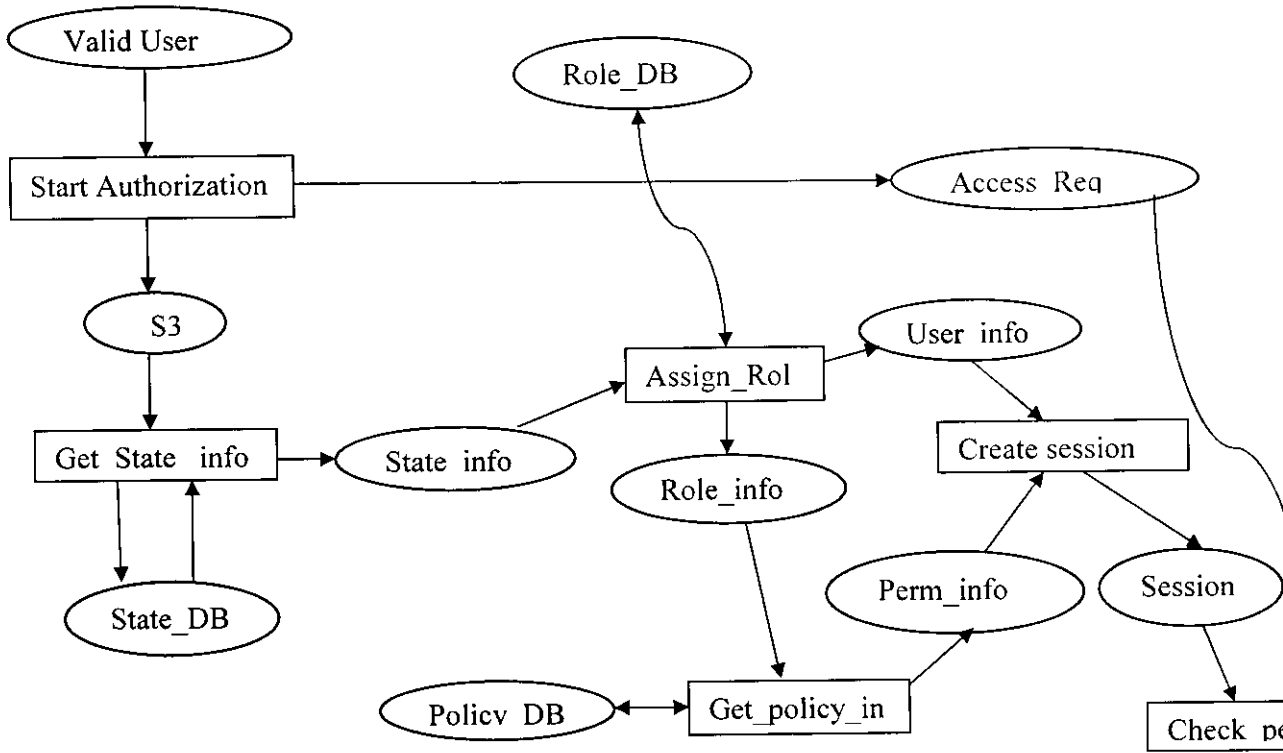 Valid User
Role_DB
Start Authorization
Access Req
S3
User info
Assign_Rol
Get State info
State info
Create session
Role_info
Perm_info
Session
State_DB
Policy DB
Get_policy_in
Check